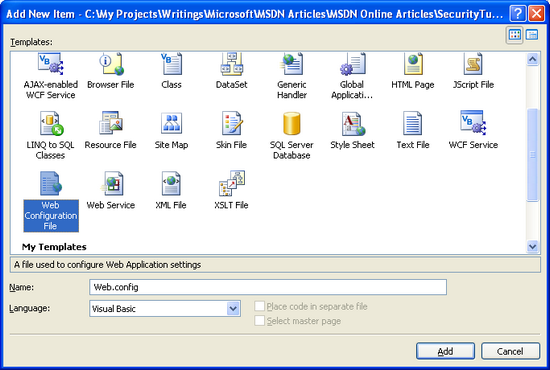 Add New Item - C:\My Projects\Writings\Microsoft\MSDN Articles\MSDN Online Articles\SecurityTu...
Templates:
AJAX-enabled WCF Service
Browser File
Class
DataSet
Generic Handler
Global Applicati...
HTML Page
JScript File
LINQ to SQL Classes
Resource File
Site Map
Skin File
SQL Server Database
Style Sheet
Text File
WCF Service
Web Configuration File
Web Service
XML File
XSLT File
My Templates
A file used to configure Web Application settings
Name:
Web.config
Language:
Visual Basic
Place code in separate file
Select master page
Add
Cancel